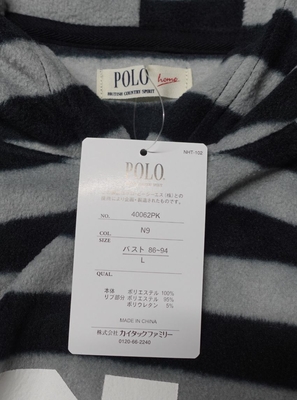 POLO home
BRITISH COUNTRY SPIRIT
NHT-102
POLO.
NO. 40062PK
COL. N9
SIZE
バスト 86-94
L
QUAL.
本体 ポリエステル 100%
リブ部分 ポリエステル 95%
ポリウレタン 5%
MADE IN CHINA
株式会社カイタックファミリー
0120-66-2240